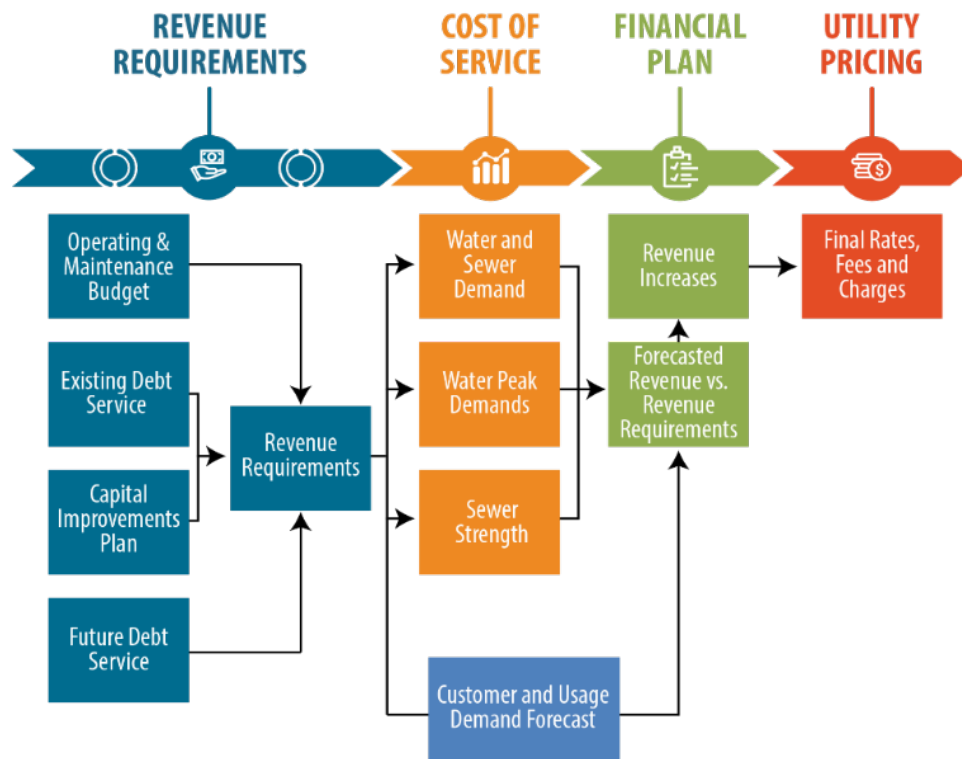 REVENUE
REQUIREMENTS
COST OF
SERVICE
FINANCIAL
PLAN
UTILITY
PRICING
$
Operating &
Maintenance
Budget
Existing Debt
Service
Capital
Improvements
Plan
Future Debt
Service
Revenue
Requirements
Water and
Sewer
Demand
Water Peak
Demands
Sewer
Strength
Customer and Usage
Demand Forecast
Revenue
Increases
Forecasted
Revenue vs.
Revenue
Requirements
Final Rates,
Fees and
Charges